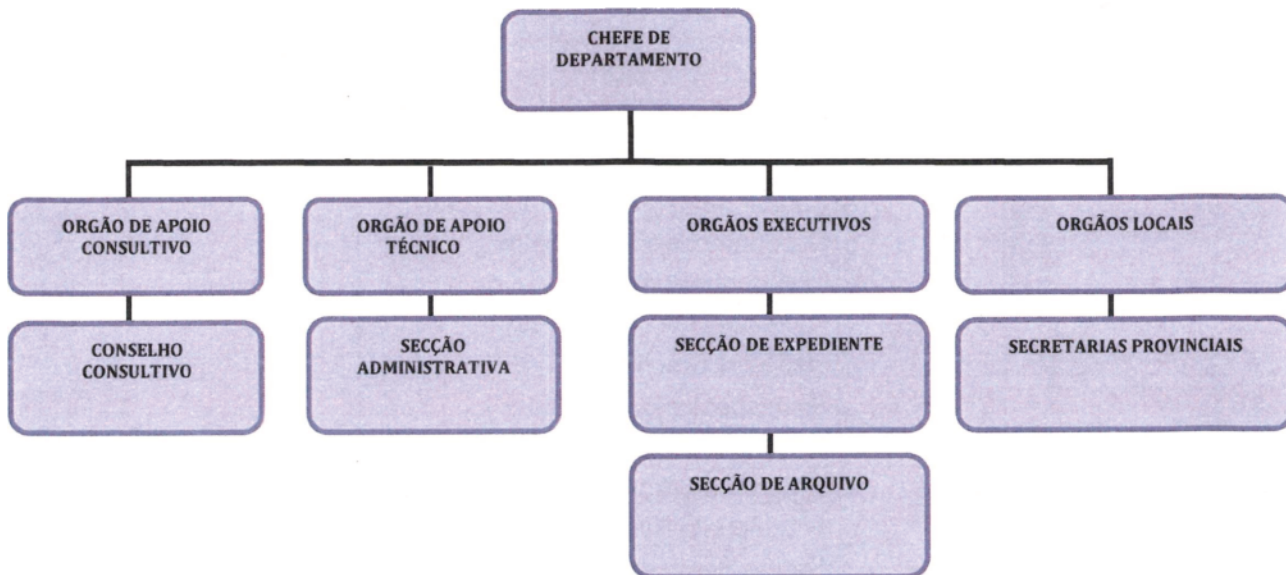 CHEFE DE
DEPARTAMENTO
ORGÃO DE APOIO
CONSULTIVO
ORGÃO DE APOIO
TÉCNICO
ORGÃOS EXECUTIVOS
ORGÃOS LOCAIS
CONSELHO
CONSULTIVO
SECÇÃO
ADMINISTRATIVA
SECÇÃO DE EXPEDIENTE
SECRETARIAS PROVINCIAIS
SECÇÃO DE ARQUIVO